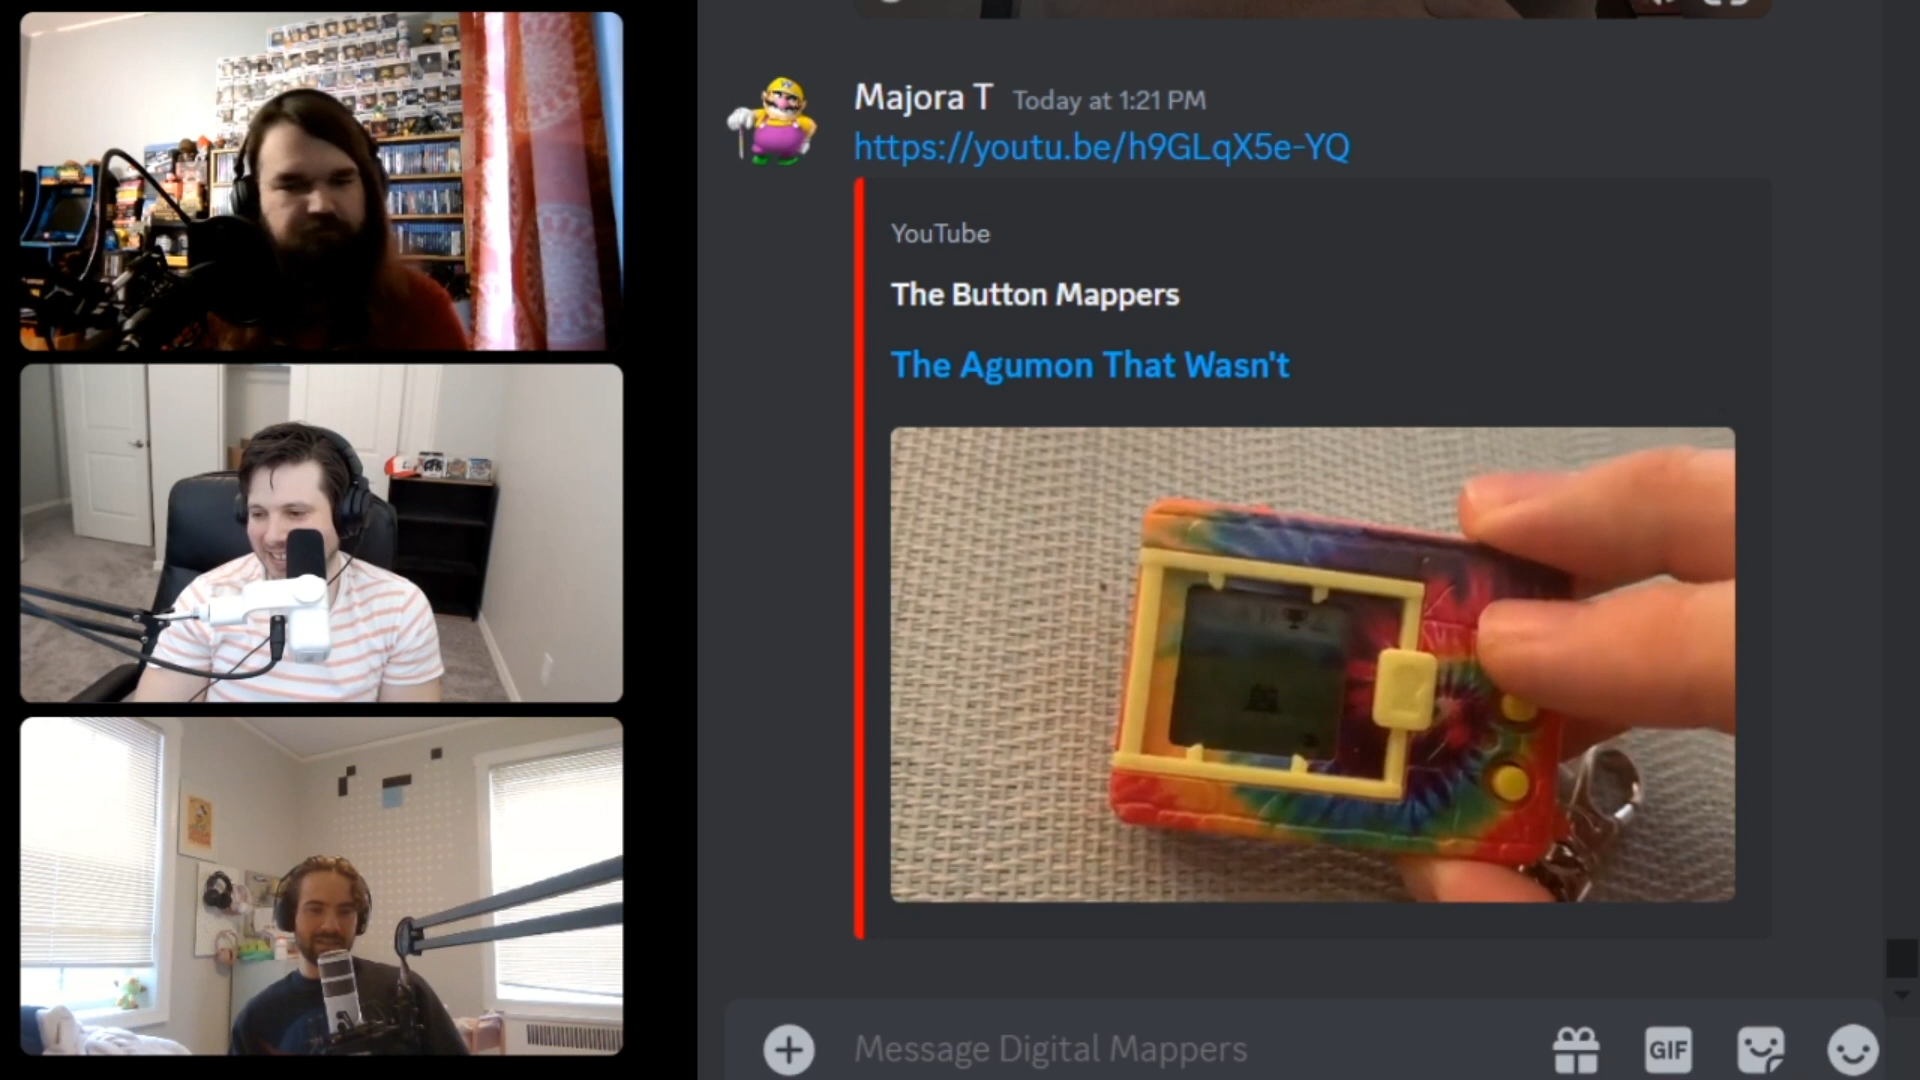 Majora T Today at 1:21 PM
https://youtu.be/h9GLqX5e-YQ
YouTube
The Button Mappers
The Agumon That Wasn't
Message Digital Mappers
GIF